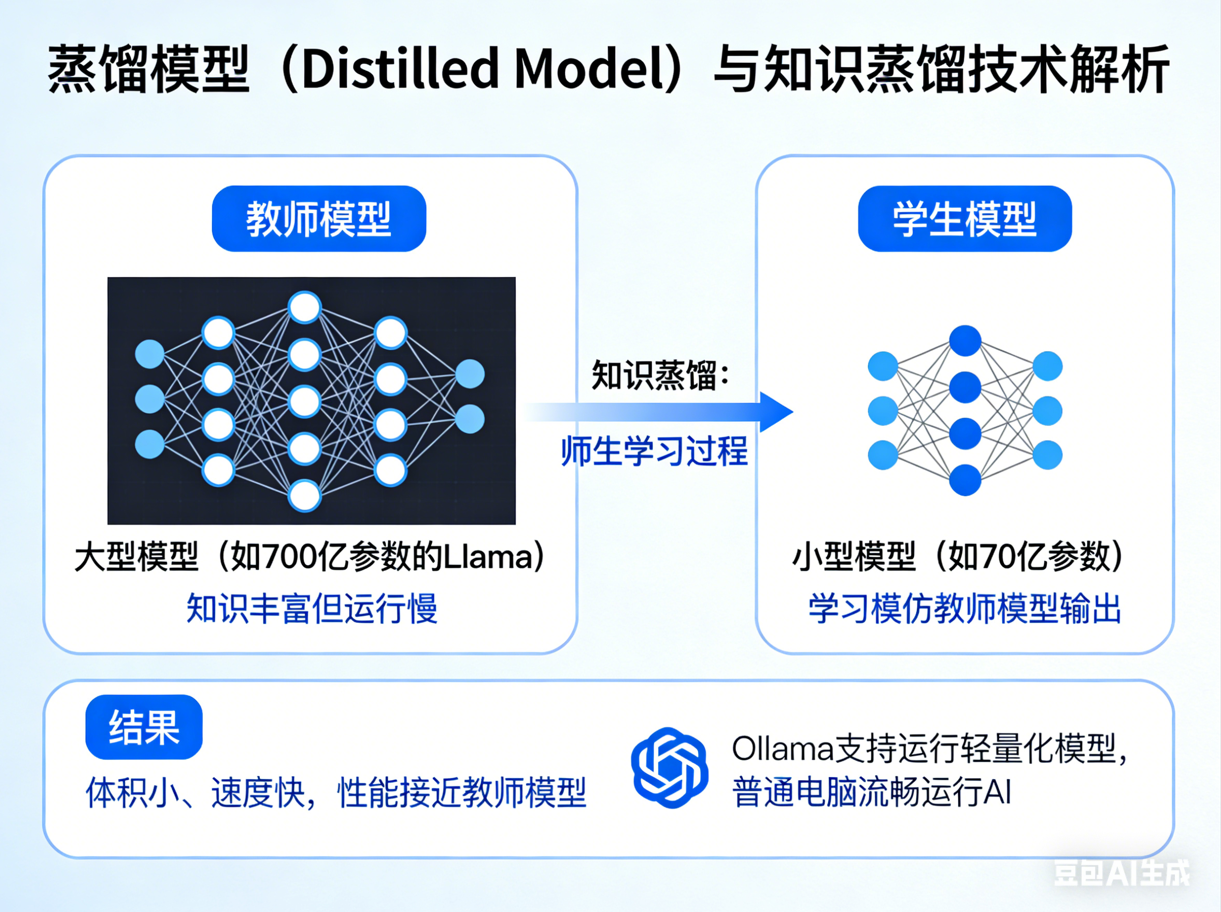 蒸馏模型（Distilled Model）与知识蒸馏技术解析
教师模型
大型模型（如700亿参数的Llama）
知识丰富但运行慢
知识蒸馏：
师生学习过程
学生模型
小型模型（如70亿参数）
学习模仿教师模型输出
结果
体积小、速度快，性能接近教师模型
Ollama支持运行轻量化模型，
普通电脑流畅运行AI
豆包AI生成